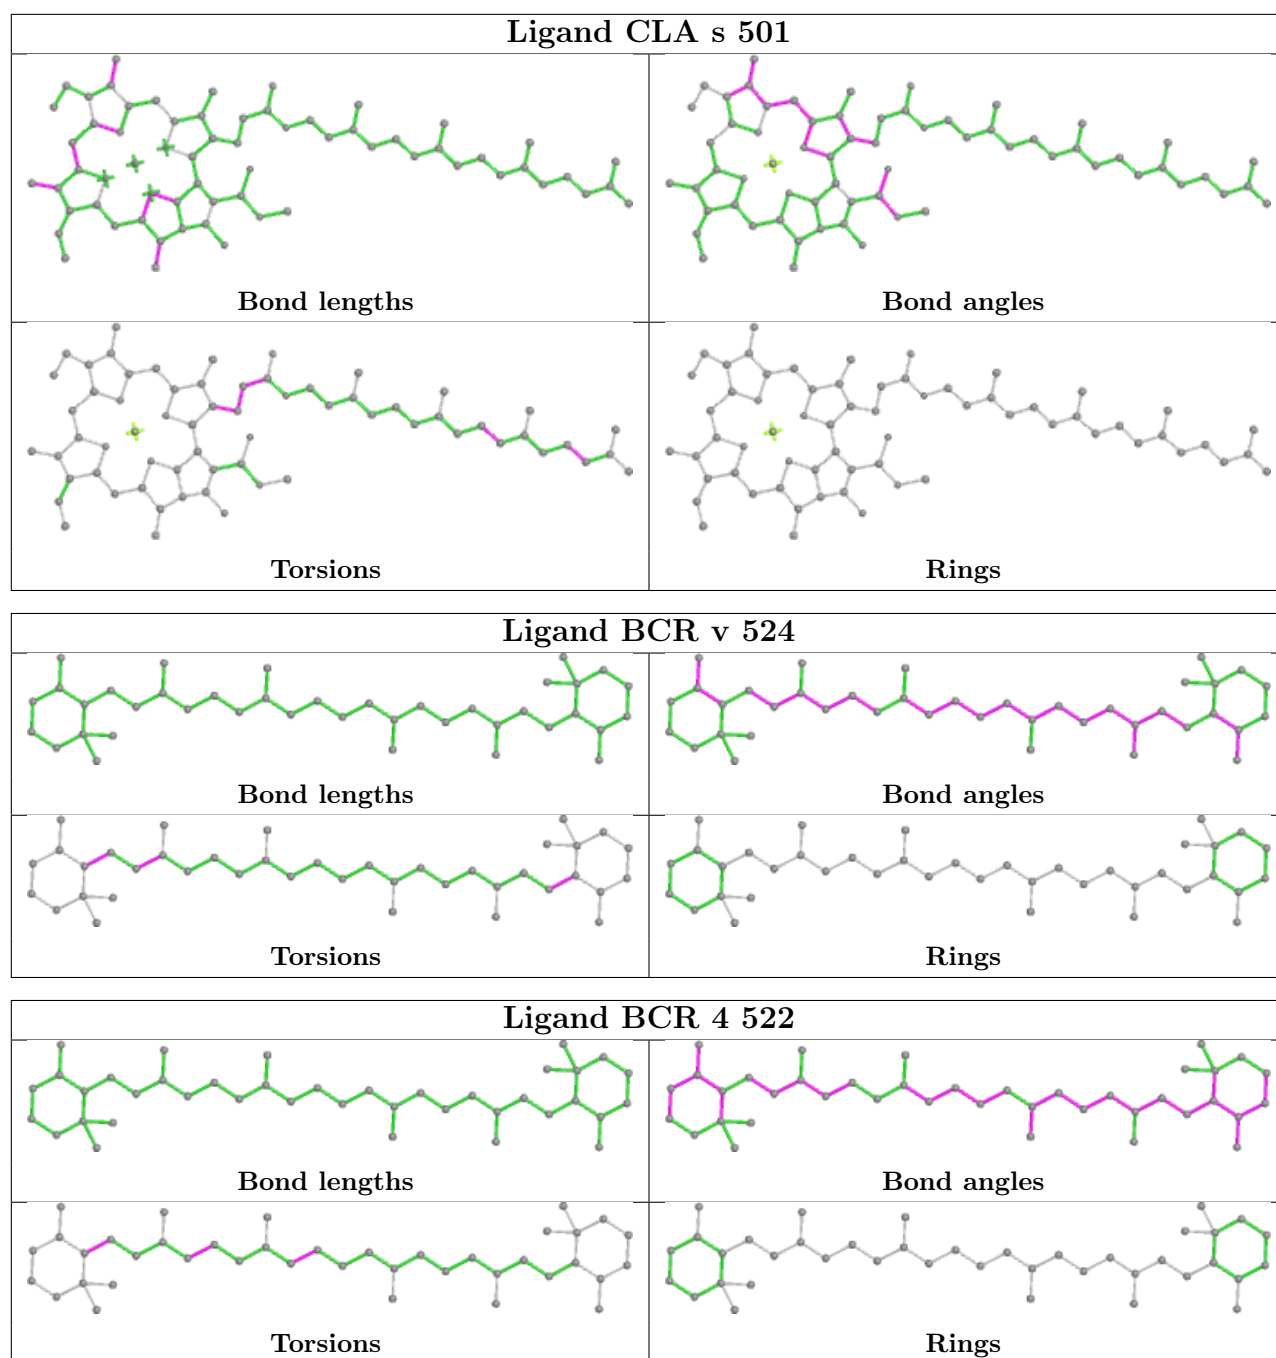 Ligand CLA s 501
Bond lengths
Bond angles
Torsions
Rings
Ligand BCR v 524
Bond lengths
Bond angles
Torsions
Rings
Ligand BCR 4 522
Bond lengths
Bond angles
Torsions
Rings